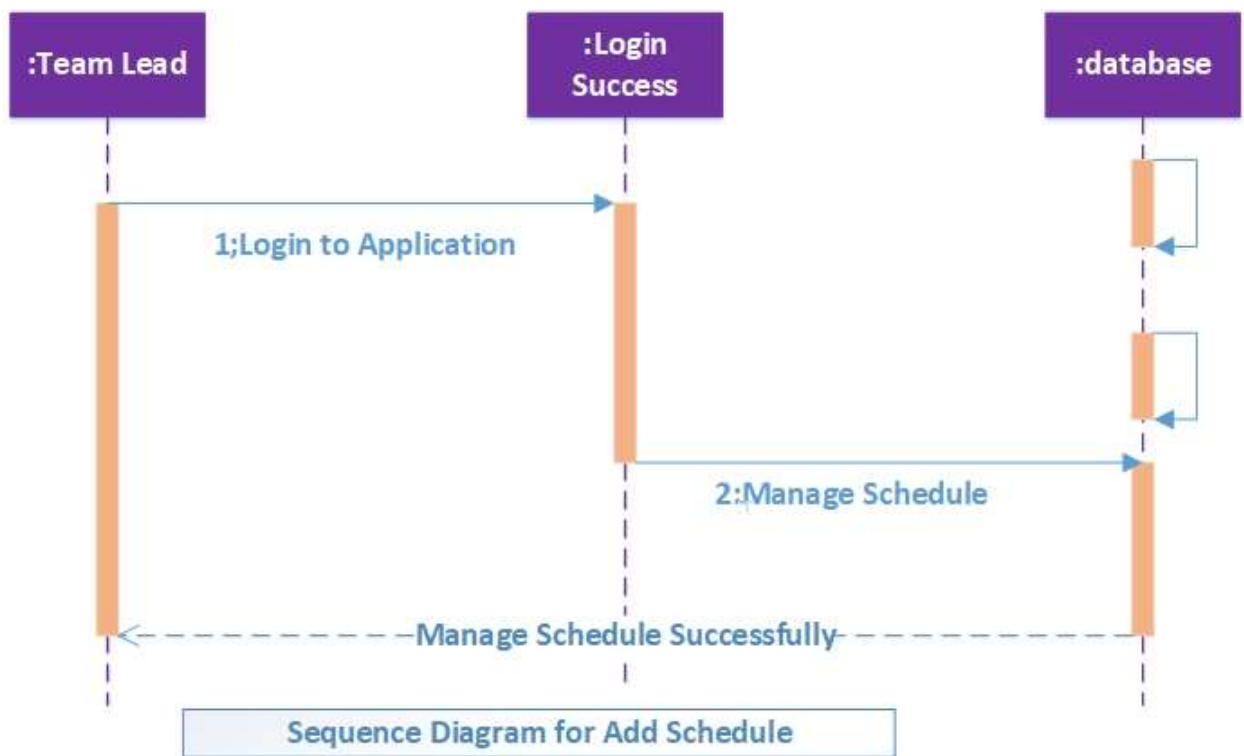 :Team Lead
:Login
Success
:database
1;Login to Application
2:Manage Schedule
Manage Schedule Successfully
Sequence Diagram for Add Schedule